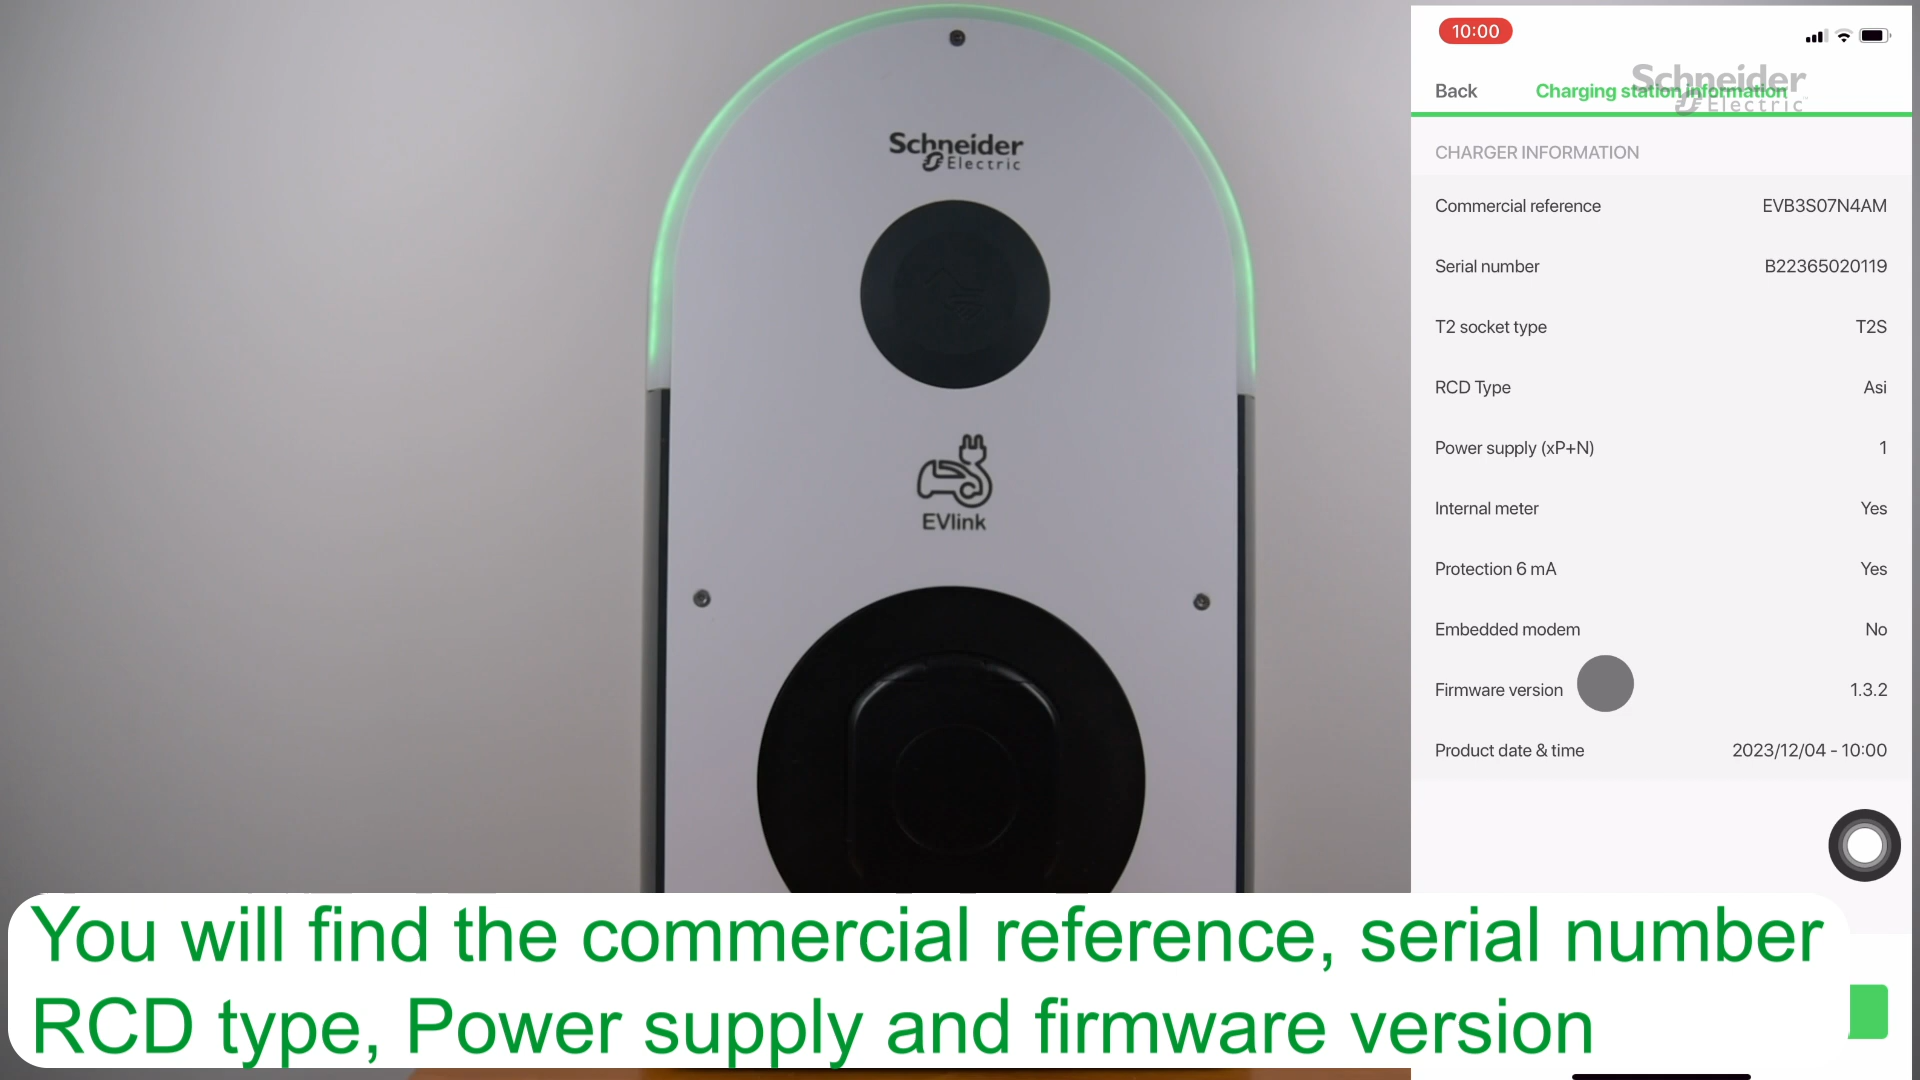 Schneider
Electric
EVlink
10:00
Schneider
Electric
Back
Charging station information
CHARGER INFORMATION
Commercial reference EVB3S07N4AM
Serial number B22365020119
T2 socket type T2S
RCD Type Asi
Power supply (xP+N) 1
Internal meter Yes
Protection 6 mA Yes
Embedded modem No
Firmware version 1.3.2
Product date & time 2023/12/04 - 10:00
You will find the commercial reference, serial number
RCD type, Power supply and firmware version